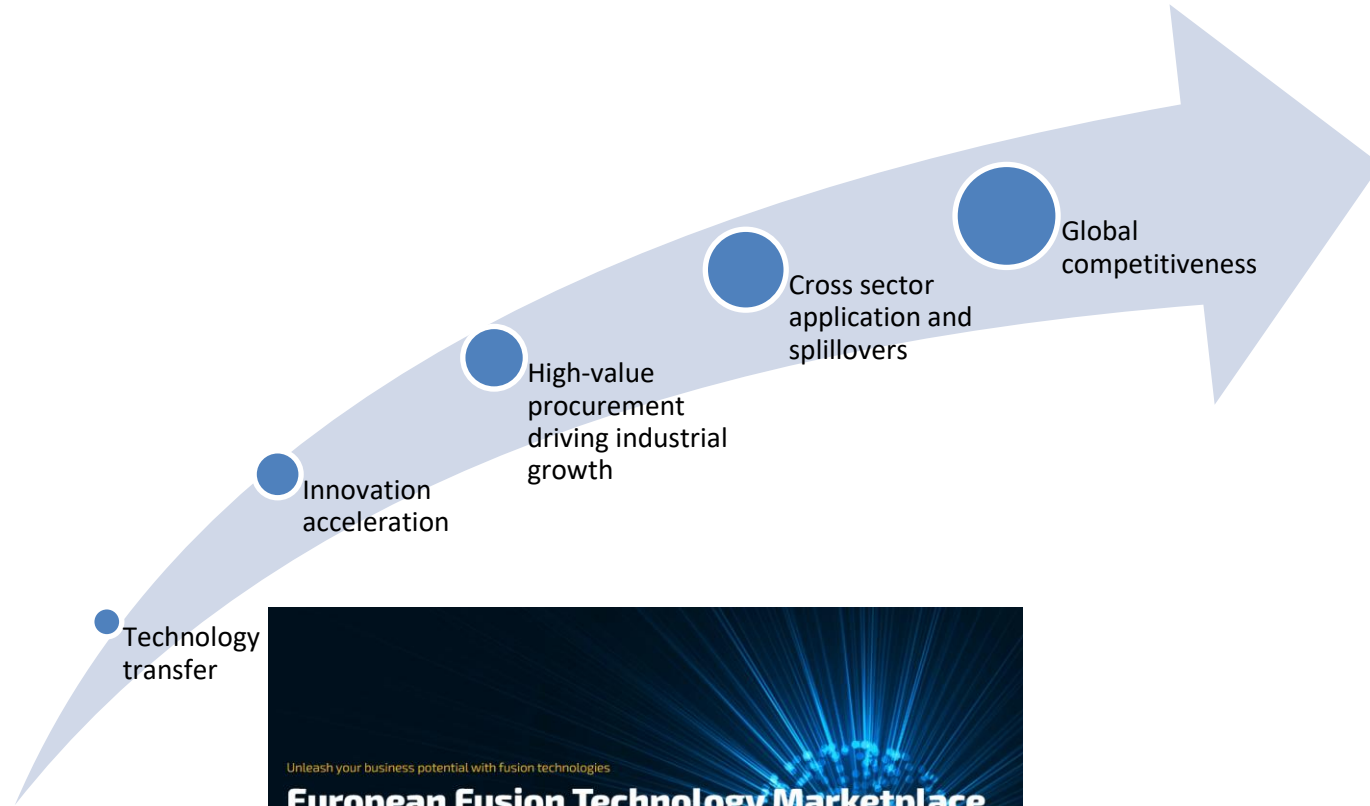 Global
competitiveness
Cross sector
application and
splillovers
High-value
procurement
driving industrial
growth
Innovation
acceleration
Technology
transfer
Unleash your business potential with fusion technologies
European Fusion Technology Marketplace